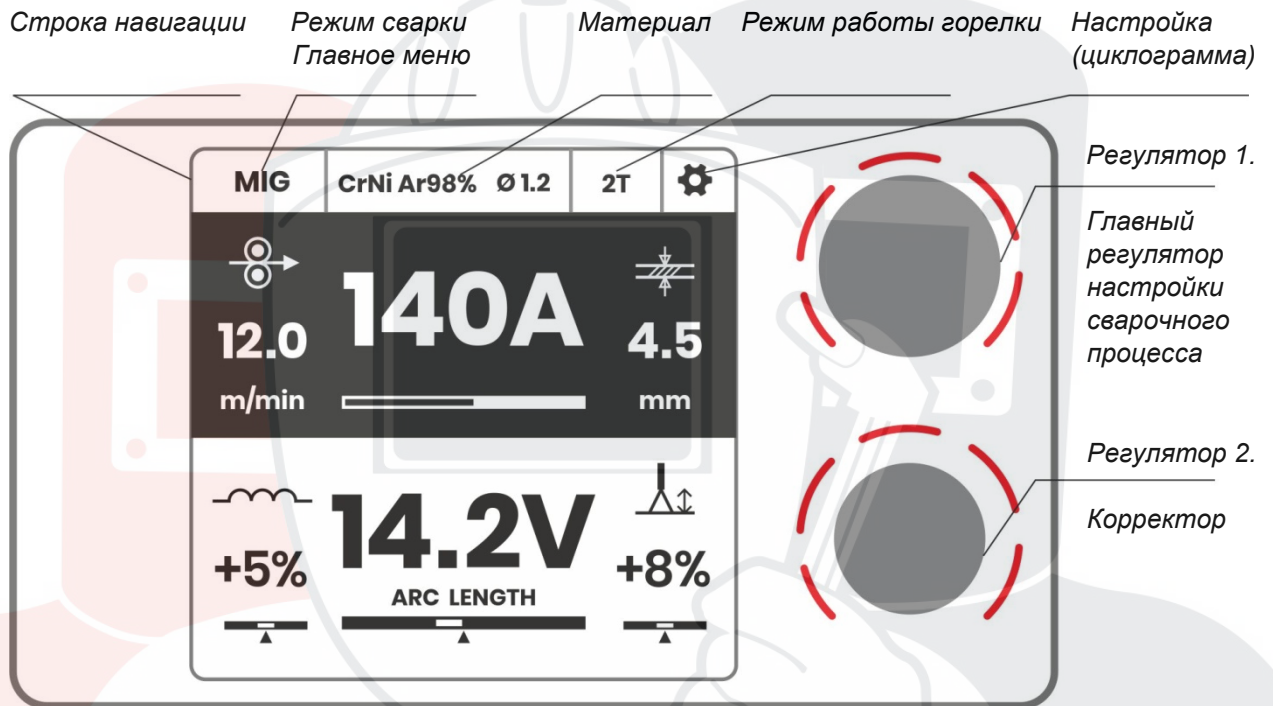 Строка навигации
Режим сварки
Главное меню
Материал
Режим работы горелки
Настройка
(циклограмма)
MIG
CrNi Ar98% Ø 1.2
2T
Регулятор 1.
Главный
регулятор
настройки
сварочного
процесса
140A
12.0
m/min
4.5
mm
Регулятор 2.
Корректор
14.2V
ARC LENGTH
+5%
+8%